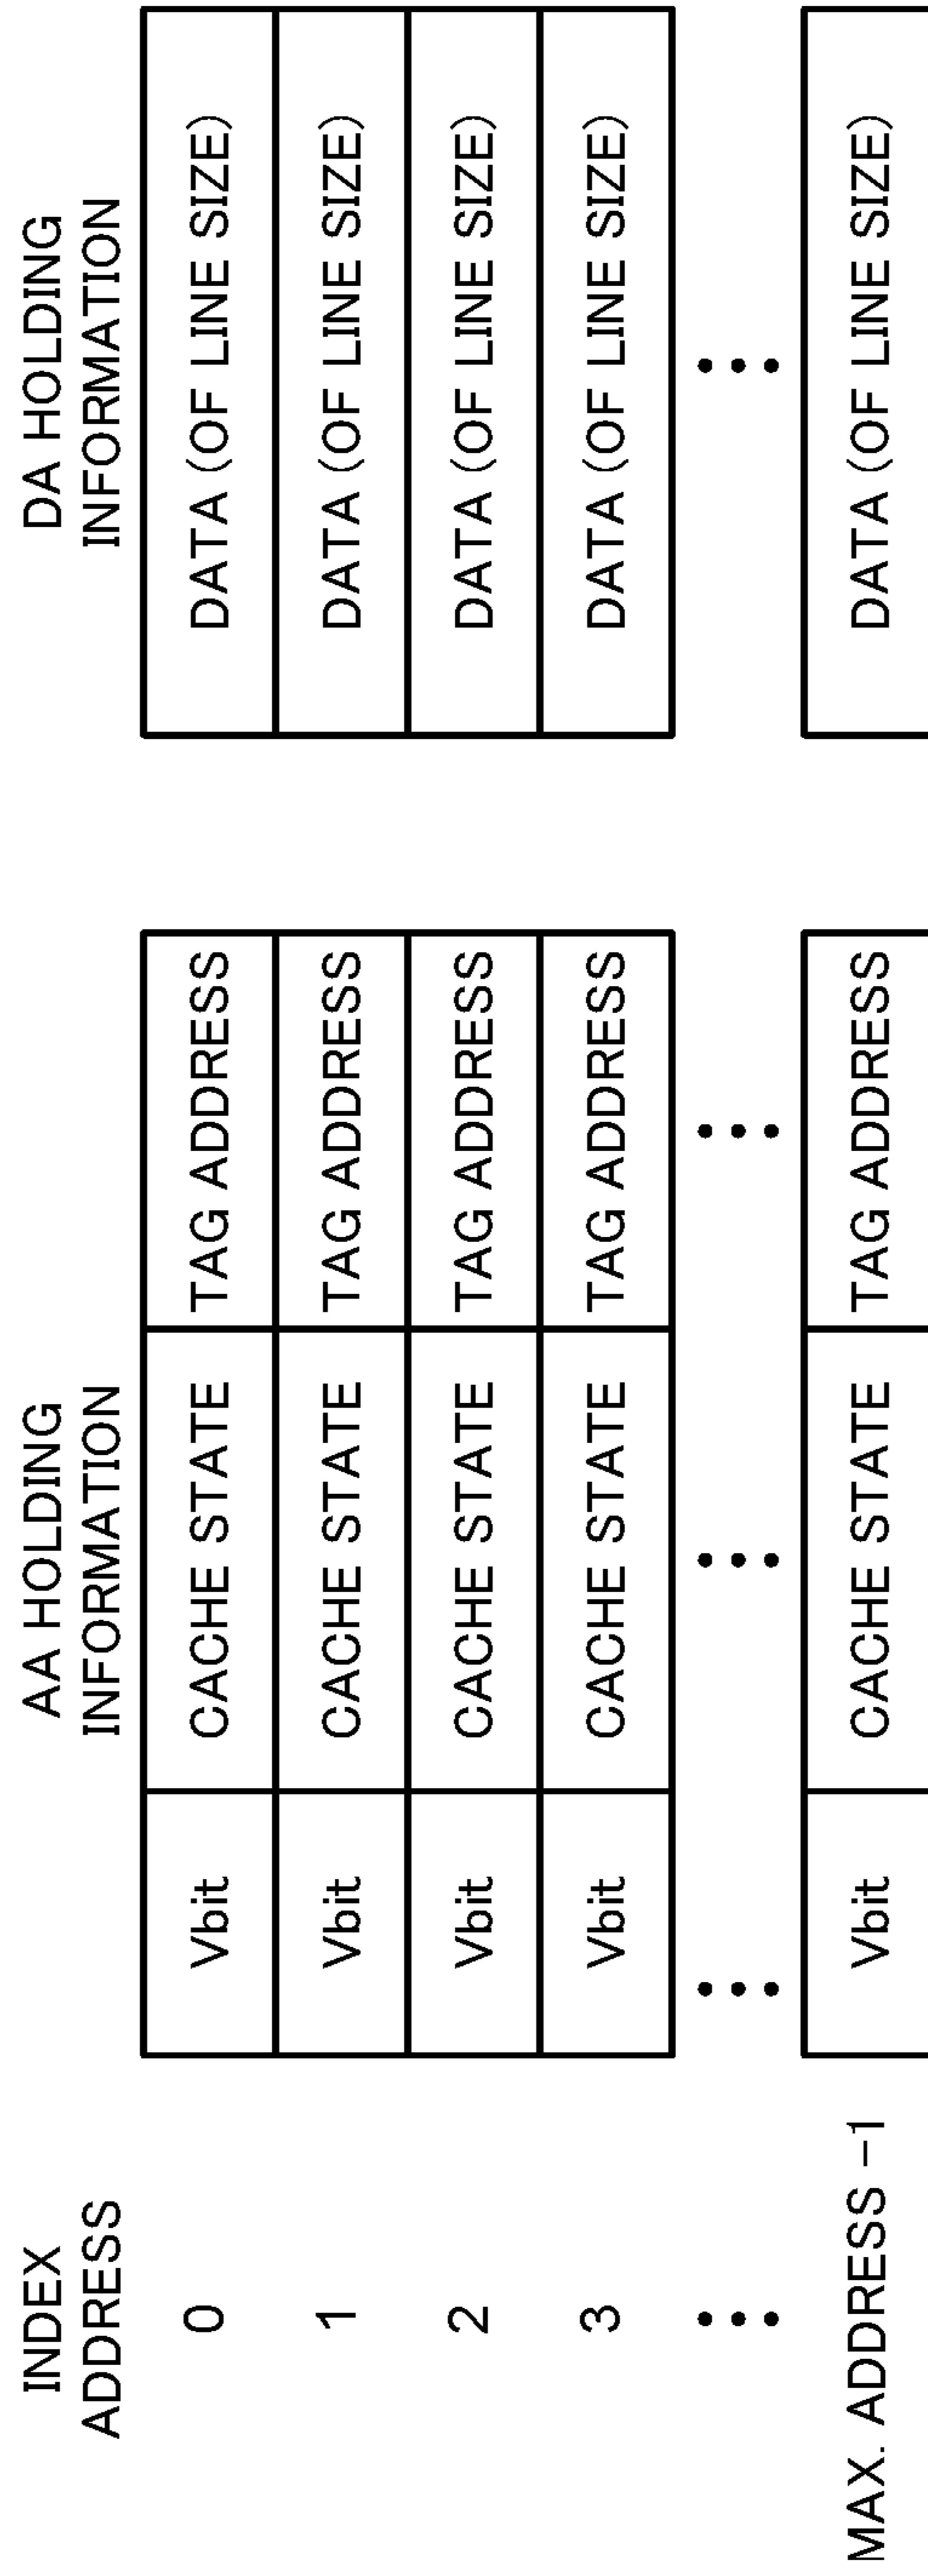 INDEX
ADDRESS
AA HOLDING
INFORMATION
DA HOLDING
INFORMATION
0 Vbit CACHE STATE TAG ADDRESS DATA (OF LINE SIZE)
1 Vbit CACHE STATE TAG ADDRESS DATA (OF LINE SIZE)
2 Vbit CACHE STATE TAG ADDRESS DATA (OF LINE SIZE)
3 Vbit CACHE STATE TAG ADDRESS DATA (OF LINE SIZE)
MAX. ADDRESS -1 Vbit CACHE STATE TAG ADDRESS DATA (OF LINE SIZE)